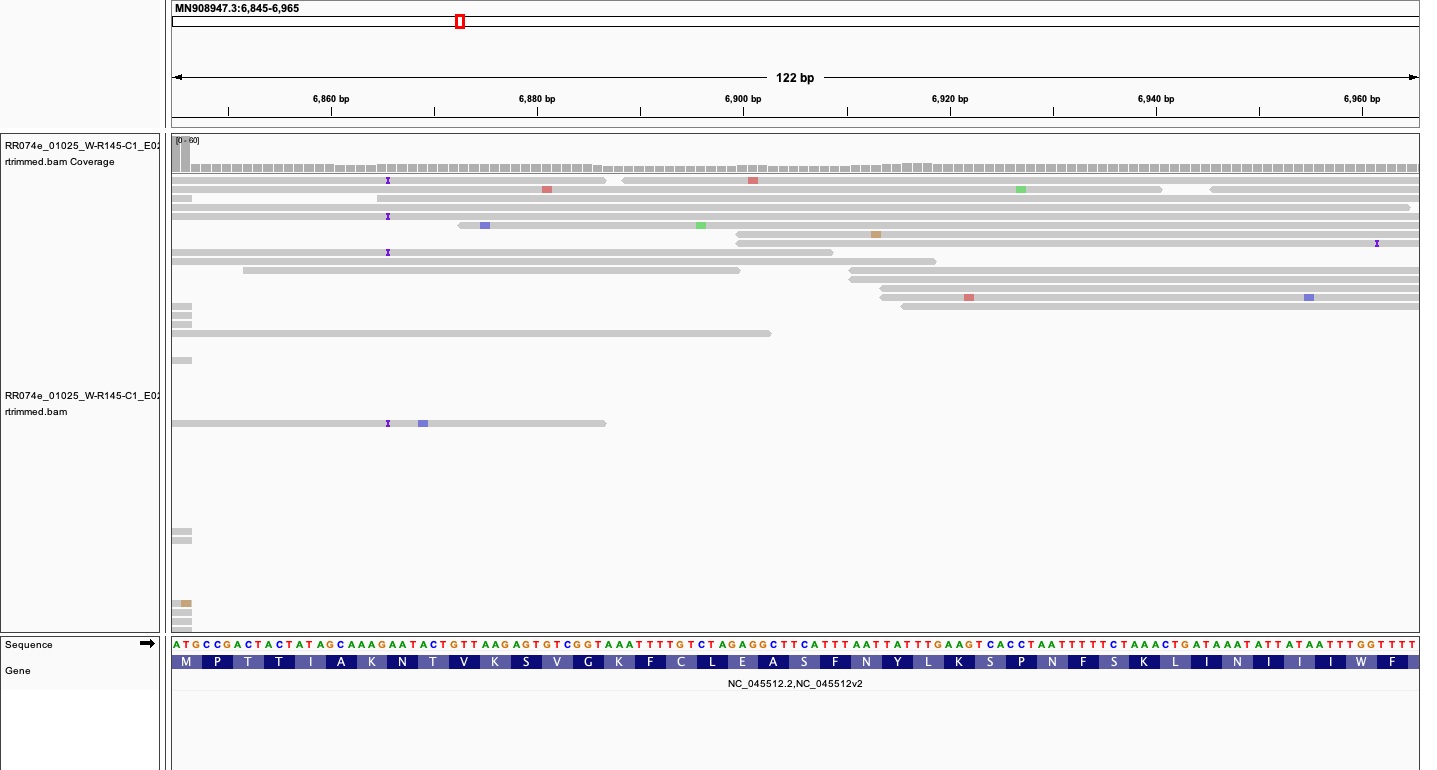 MN908947.3:6,845-6,965
122 bp
6,860 bp 6,880 bp 6,900 bp 6,920 bp 6,940 bp 6,960 bp
RR074e_01025_W-R145-C1_E02
rtrimmed.bam Coverage
[0 - 60]
RR074e_01025_W-R145-C1_E02
rtrimmed.bam
Sequence
ATGCCGACTACTATAGCAAAGAATACTGTTAAGAGTGTCGGTAAATTTTGTCTAGAGGCTTCATTTAATTATTTGAAGTCACCTAATTTTTCTAAACTGATAAATATTATAATTTGGTTTT
Gene
M P T T I A K N T V K S V G K F C L E A S F N Y L K S P N F S K L I N I I I W F
NC_045512.2,NC_045512v2